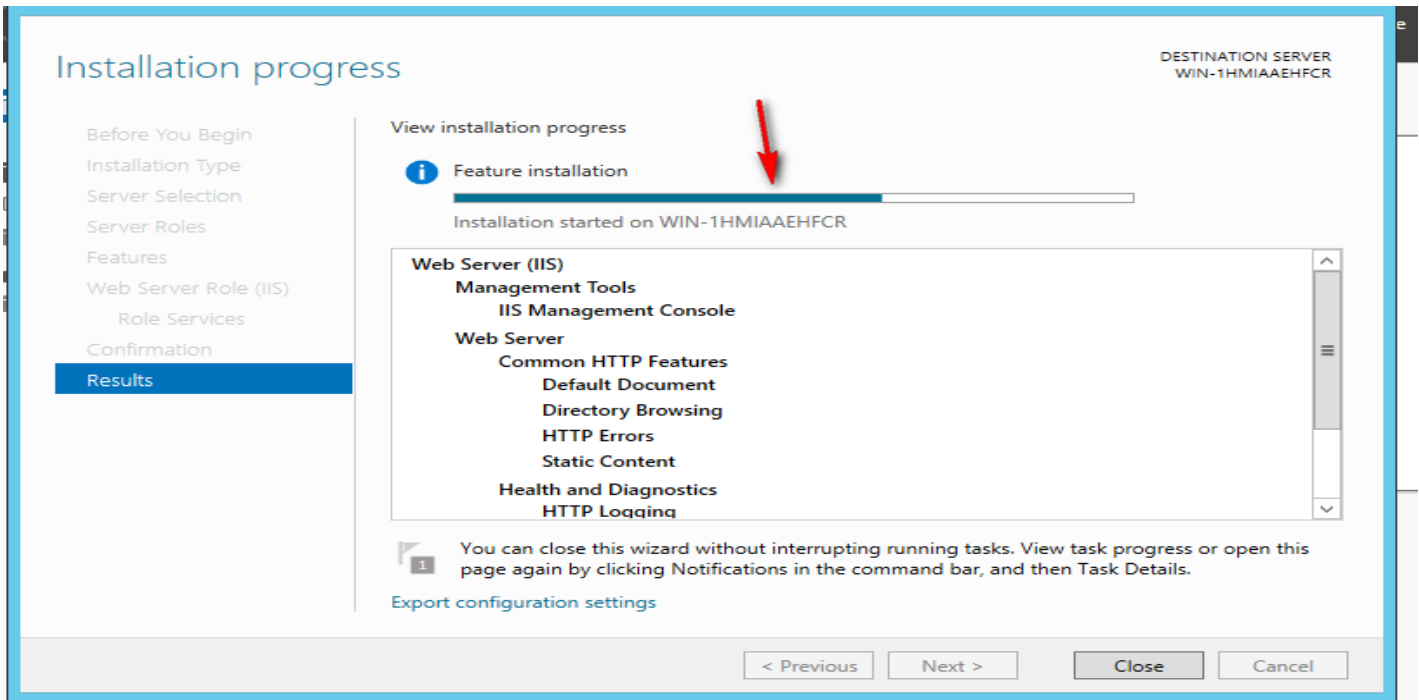 Installation progress
DESTINATION SERVER
WIN-1HMIAAEHFCR
Before You Begin
Installation Type
Server Selection
Server Roles
Features
Web Server Role (IIS)
Role Services
Confirmation
Results
View installation progress
Feature installation
Installation started on WIN-1HMIAAEHFCR
Web Server (IIS)
Management Tools
IIS Management Console
Web Server
Common HTTP Features
Default Document
Directory Browsing
HTTP Errors
Static Content
Health and Diagnostics
HTTP Logging
1
You can close this wizard without interrupting running tasks. View task progress or open this
page again by clicking Notifications in the command bar, and then Task Details.
Export configuration settings
< Previous
Next >
Close
Cancel